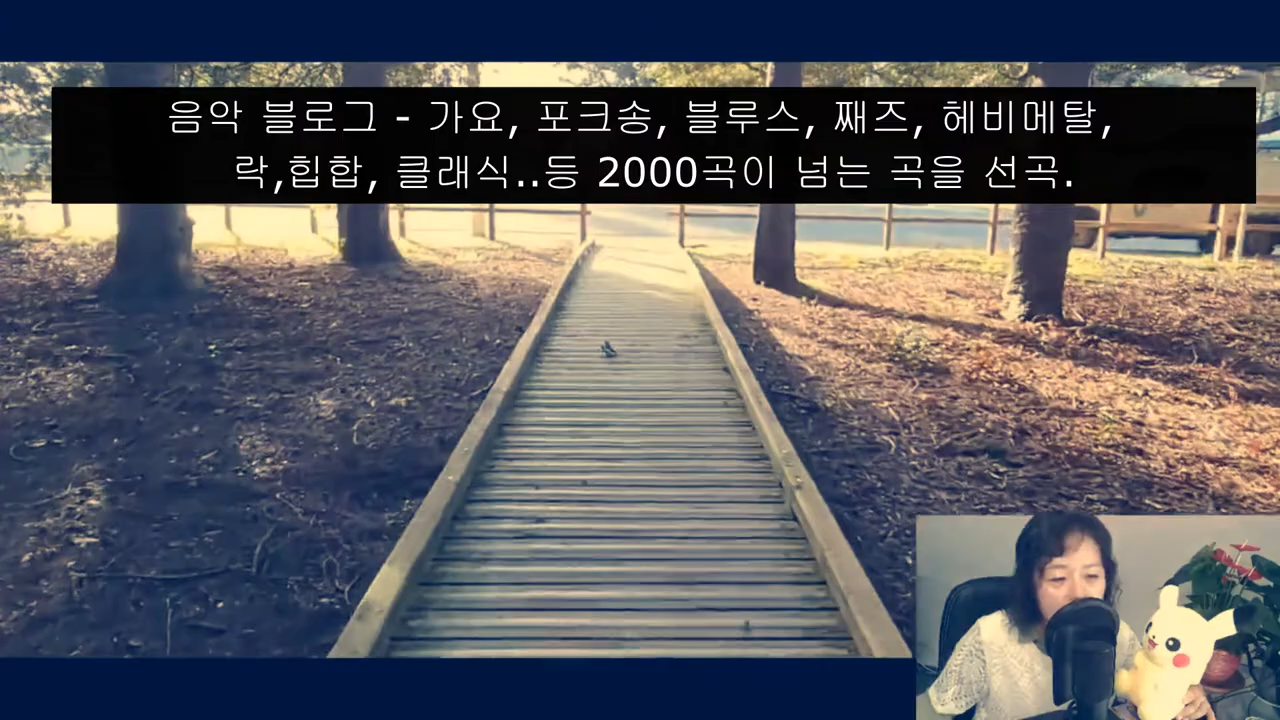 음악 블로그 - 가요, 포크송, 블루스, 째즈, 헤비메탈,
락,힙합, 클래식..등 2000곡이 넘는 곡을 선곡.